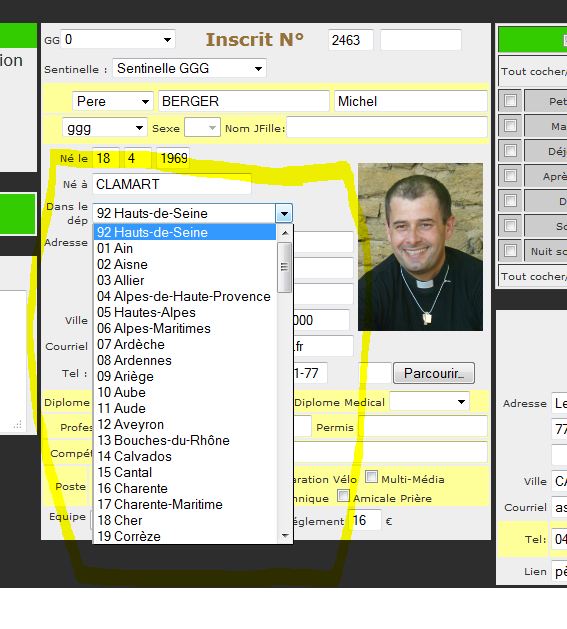 GG 0 Inscrit N° 2463
ion
Sentinelle : Sentinelle GGG
Tout cocher/
Pere BERGER Michel
Pet
ggg Sexe Nom JFille:
Ma
Né le 18 4 1969
Déj
Né à CLAMART
Aprè
Dans le dép 92 Hauts-de-Seine
D
92 Hauts-de-Seine
So
Adresse 01 Ain
Nuit so
02 Aisne
03 Allier
Tout cocher/
04 Alpes-de-Haute-Provence
05 Hautes-Alpes
Ville 06 Alpes-Maritimes 000
Courriel 07 Ardèche .fr
08 Ardennes
Tel : 09 Ariège 1-77 Parcourir...
10 Aube
Diplome 11 Aude Diplome Medical
Adresse Le
12 Aveyron
Profes Permis
77
13 Bouches-du-Rhône
Compét 14 Calvados
15 Cantal aration Vélo Multi-Média
Ville CA
Poste 16 Charente
17 Charente-Maritime nnique Amicale Prière
Courriel as
Equipe 18 Cher églement 16 €
19 Corrèze
Tel: 04
Lien pè